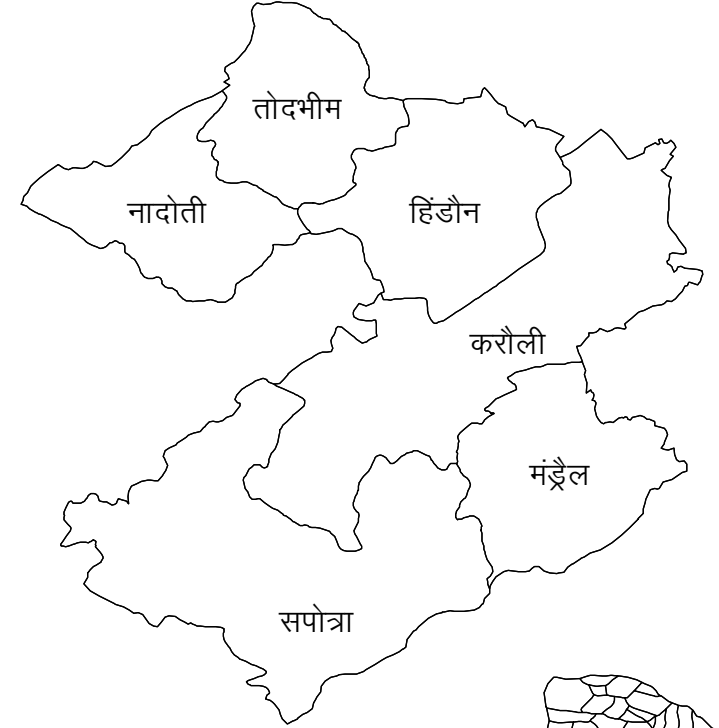 तोदभीम
नादोती
हिंडौन
करौली
मंड्रैल
सपोत्रा